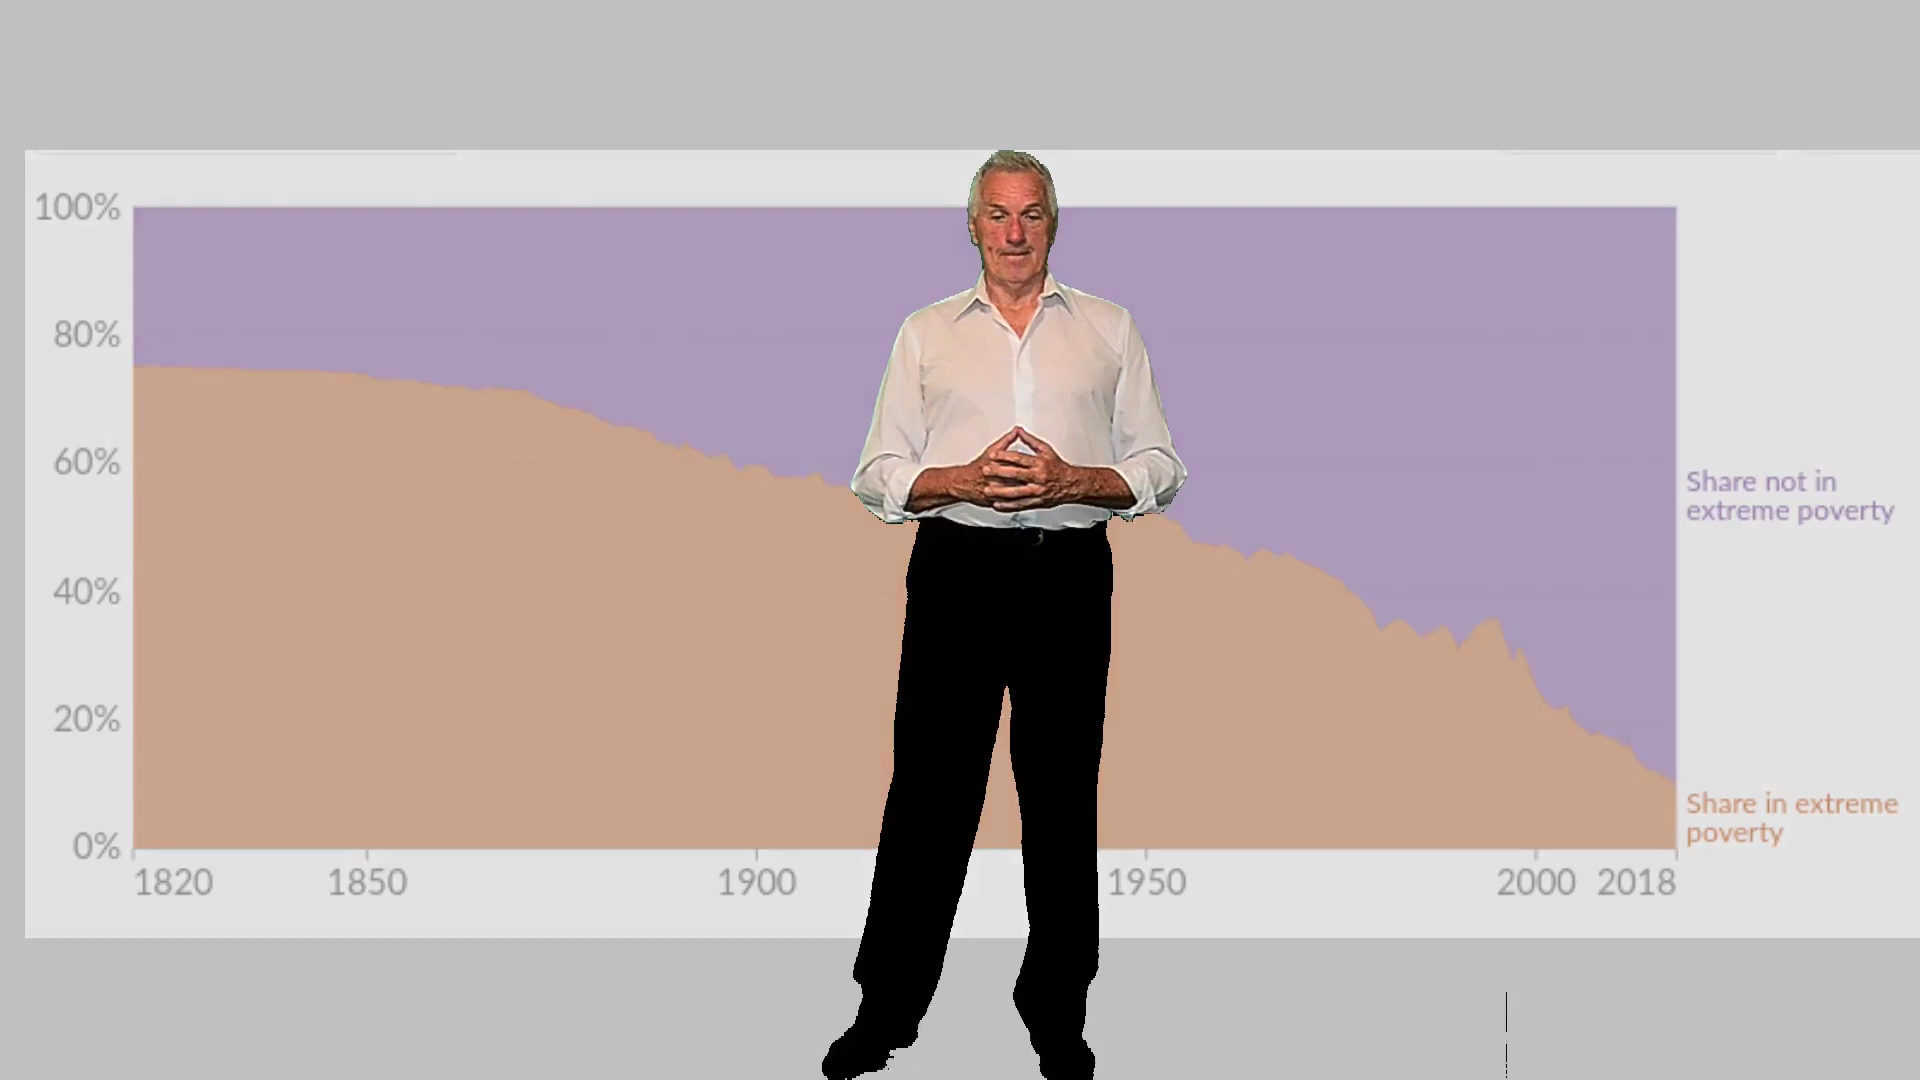 100%
80%
60%
40%
20%
0%
1820 1850 1900 1950 2000 2018
Share not in
extreme poverty
Share in extreme
poverty